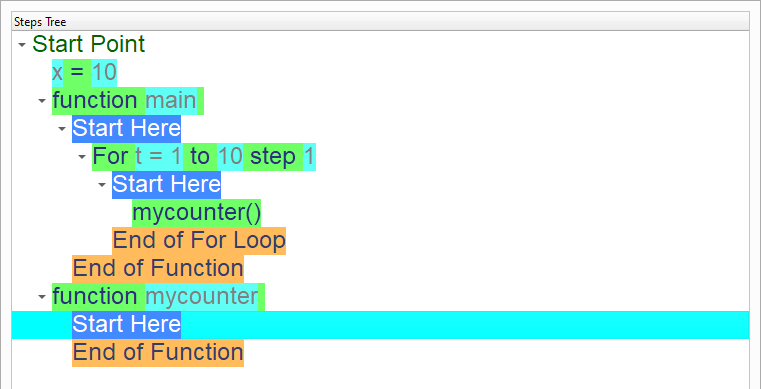 Steps Tree
Start Point
x = 10
function main
Start Here
For t = 1 to 10 step 1
Start Here
mycounter()
End of For Loop
End of Function
function mycounter
Start Here
End of Function